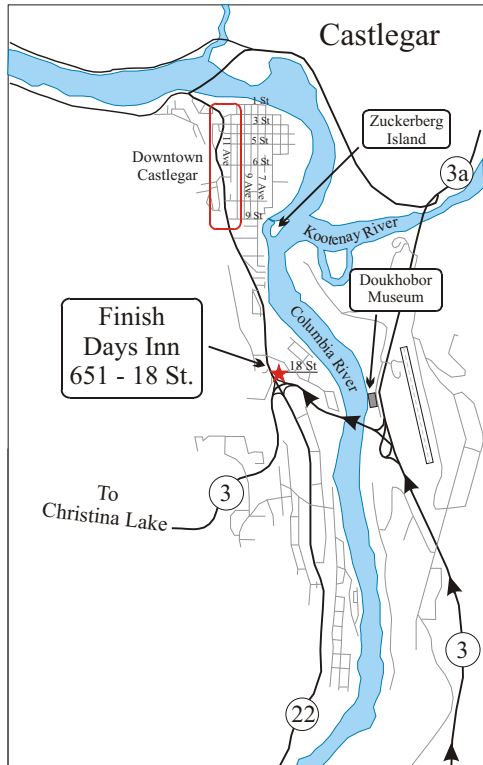 Castlegar
1 St
3 St
Zuckerberg
Island
11 Ave
5 St
Downtown
Castlegar
6 St
7 Ave
9 Ave
3a
9 St
Kootenay River
Doukhobor
Museum
Finish
Days Inn
651 - 18 St.
Columbia River
18 St
To
Christina Lake
3
3
22